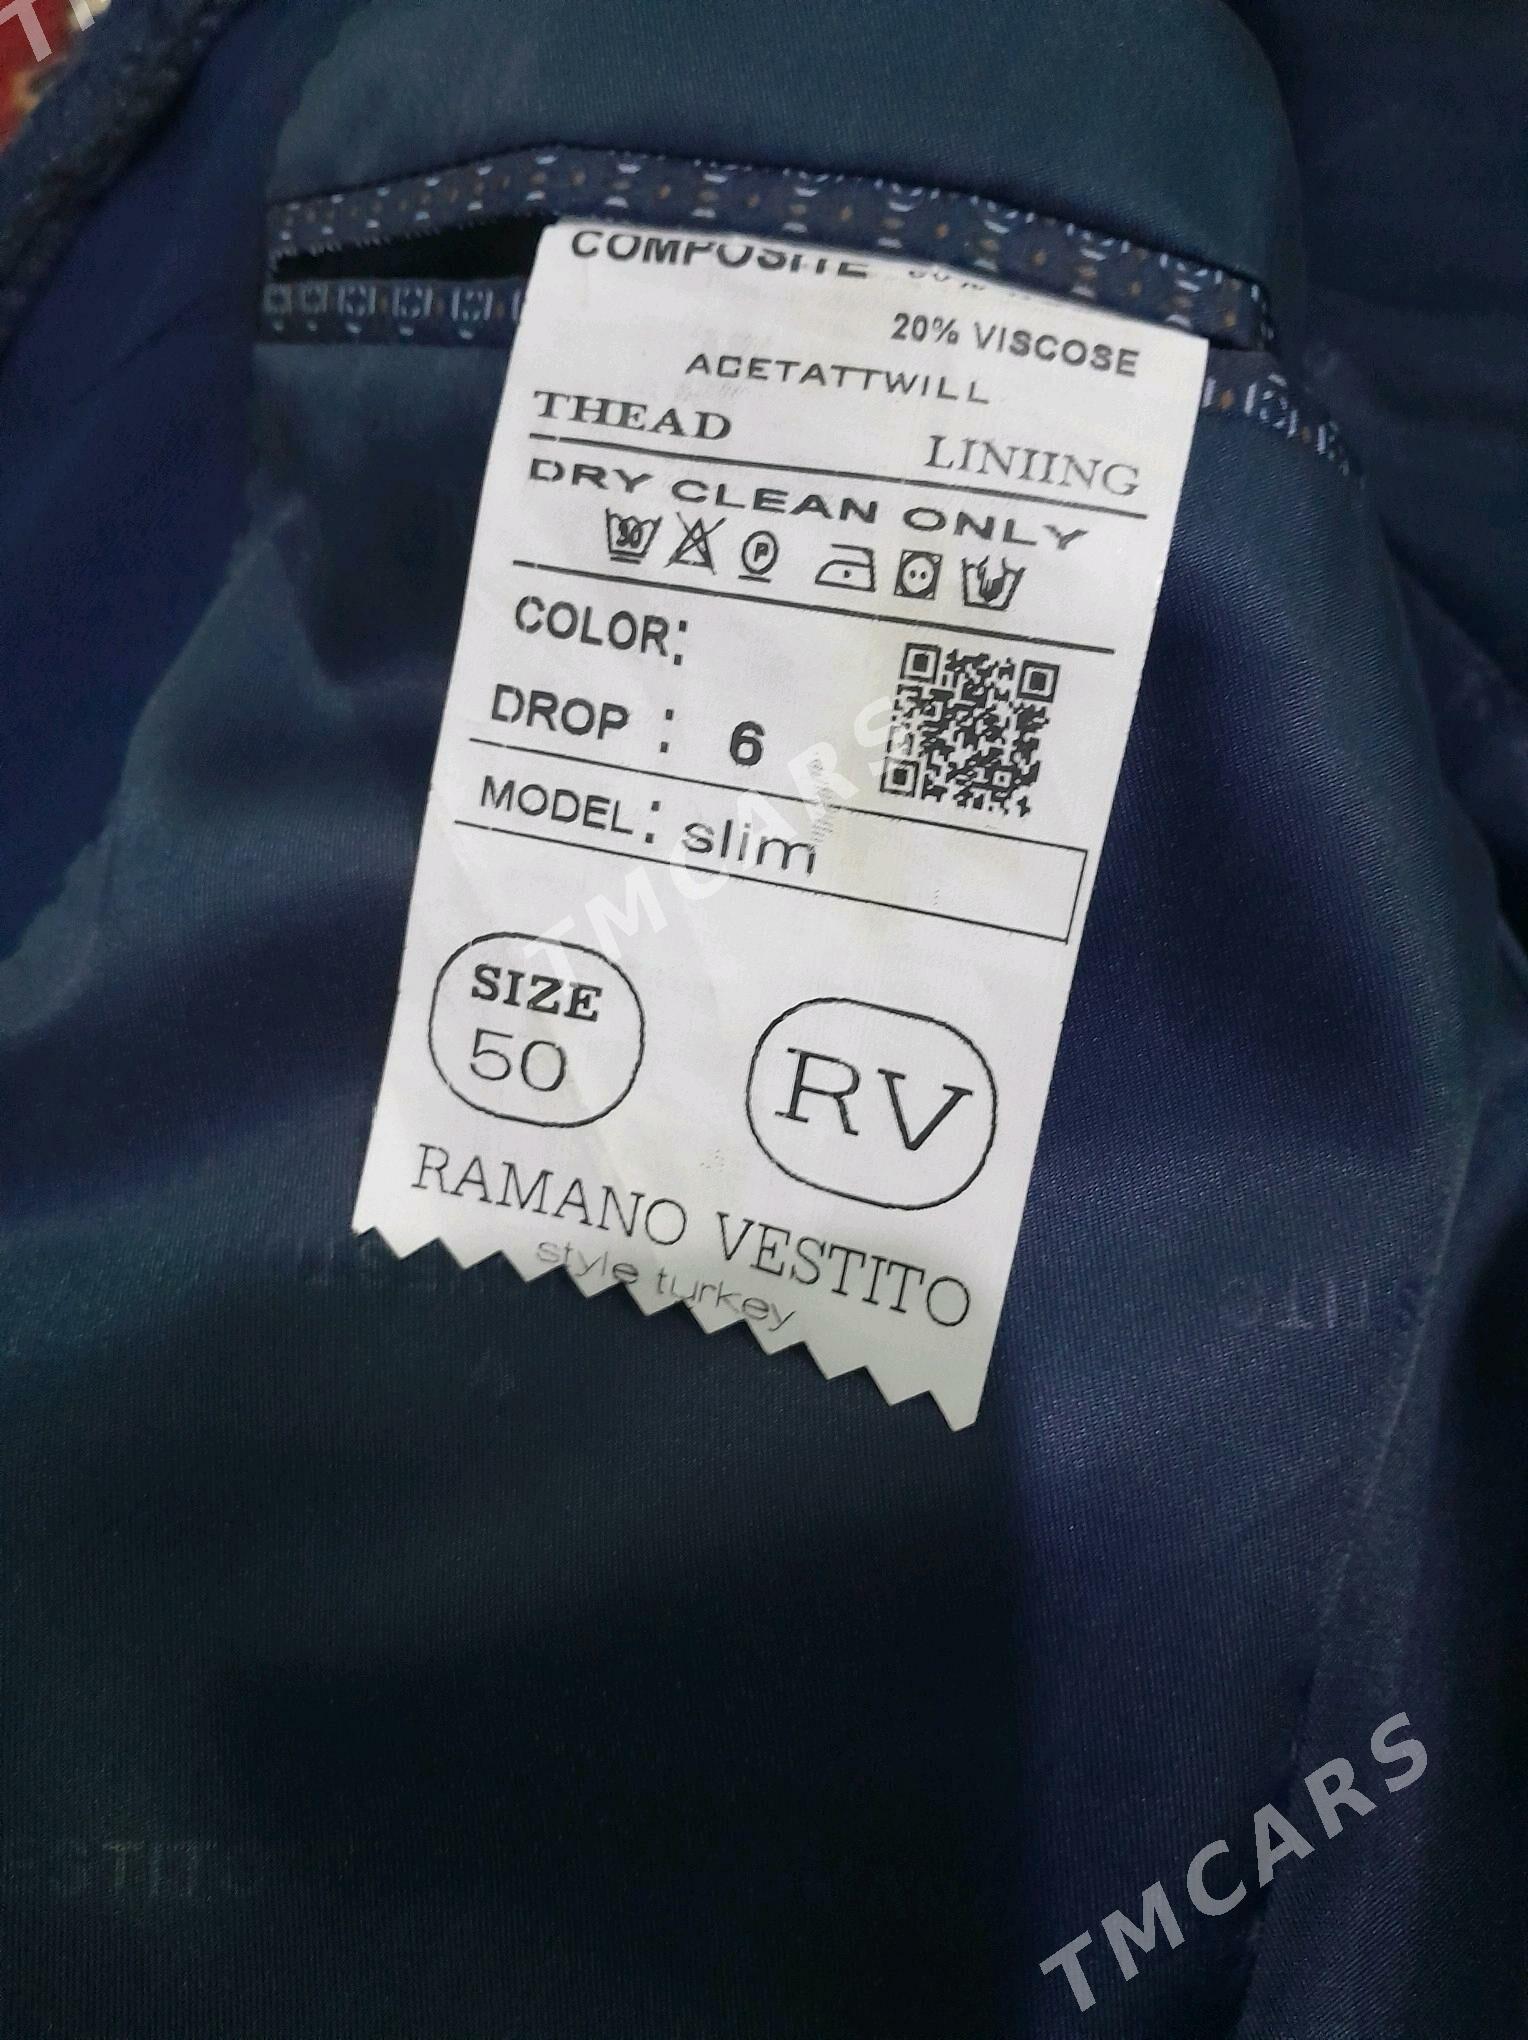 COMPOSITE
20% VISCOSE
ACETATTWILL
THEAD LINIING
DRY CLEAN ONLY
30 P
COLOR:
DROP : 6
MODEL: slim
SIZE
50
RV
RAMANO VESTITO
style turkey
TMCARS
TMCARS